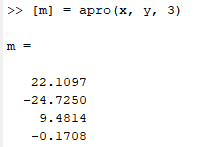 >> [m] = apro(x, y, 3)
m =
22.1097
-24.7250
9.4814
-0.1708